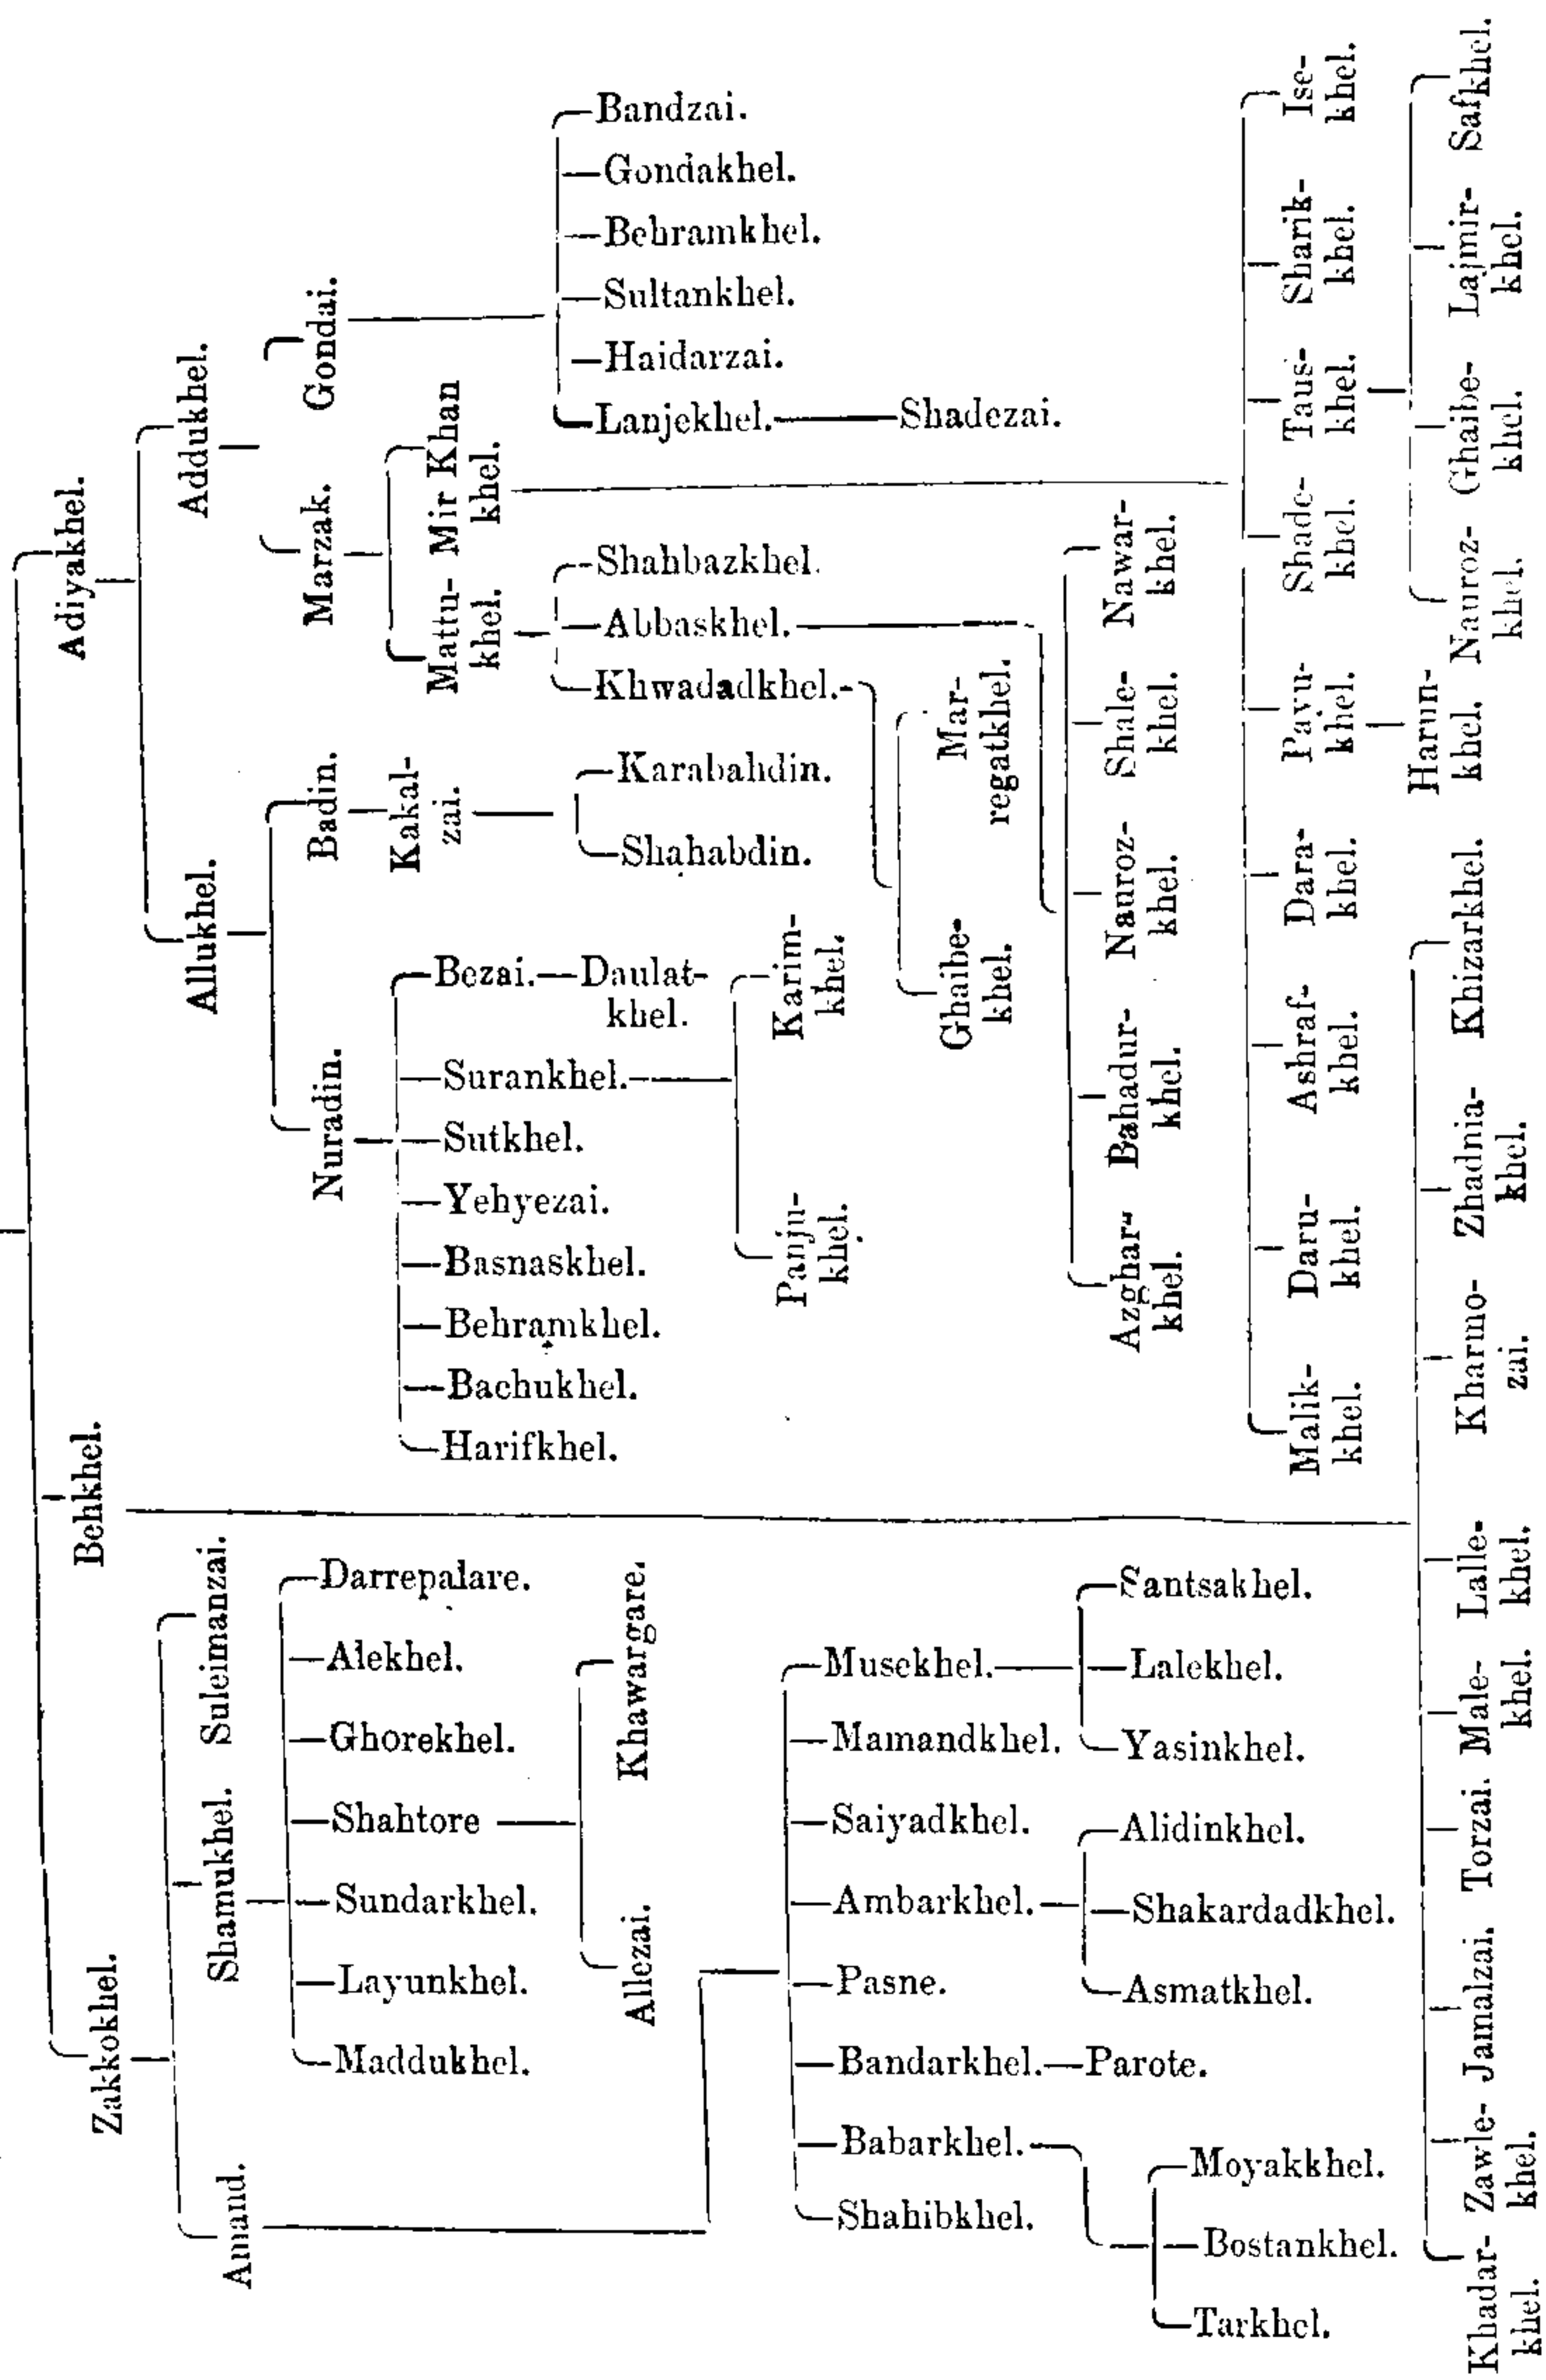 Adiyakhel.
Behkhel.
Zakkokhel.
Addukhel.
Allukhel.
Suleimanzai.
Shamukhel.
Amand.
Gondai.
Marzak.
Badin.
Nuradin.
Bandzai.
Gondakhel.
Behramkhel.
Sultankhel.
Haidarzai.
Lanjekhel.
Shadezai.
Mir Khan
khel.
Mattu-
khel.
Shahbazkhel.
Abbaskhel.
Khwadadkhel.
Kakal-
zai.
Karabahdin.
Shahabdin.
Mar-
regatkhel.
Ghaibe-
khel.
Bezai.
Daulat-
khel.
Surankhel.
Sutkhel.
Yehyezai.
Basnaskhel.
Behramkhel.
Bachukhel.
Harifkhel.
Karim-
khel.
Panju-
khel.
Nawar-
khel.
Shale-
khel.
Nauroz-
khel.
Bahadur-
khel.
Azghar-
khel.
Ise-
khel.
Sharik-
khel.
Taus-
khel.
Shade-
khel.
Payu-
khel.
Dara-
khel.
Ashraf-
khel.
Daru-
khel.
Malik-
khel.
Safkhel.
Lajmir-
khel.
Ghaibe-
khel.
Nauroz-
khel.
Harun-
khel.
Darrepalare.
Alekhel.
Ghorekhel.
Shahtore
Sundarkhel.
Layunkhel.
Maddukhel.
Khawargare.
Allezai.
Musekhel.
Mamandkhel.
Saiyadkhel.
Ambarkhel.
Pasne.
Bandarkhel.
Parote.
Babarkhel.
Shahibkhel.
Santsakhel.
Lalekhel.
Yasinkhel.
Alidinkhel.
Shakardadkhel.
Asmatkhel.
Moyakkhel.
Bostankhel.
Tarkhel.
Khizarkhel.
Zhadnia-
khel.
Kharmo-
zai.
Lalle-
khel.
Male-
khel.
Torzai.
Jamalzai.
Zawle-
khel.
Khadar-
khel.